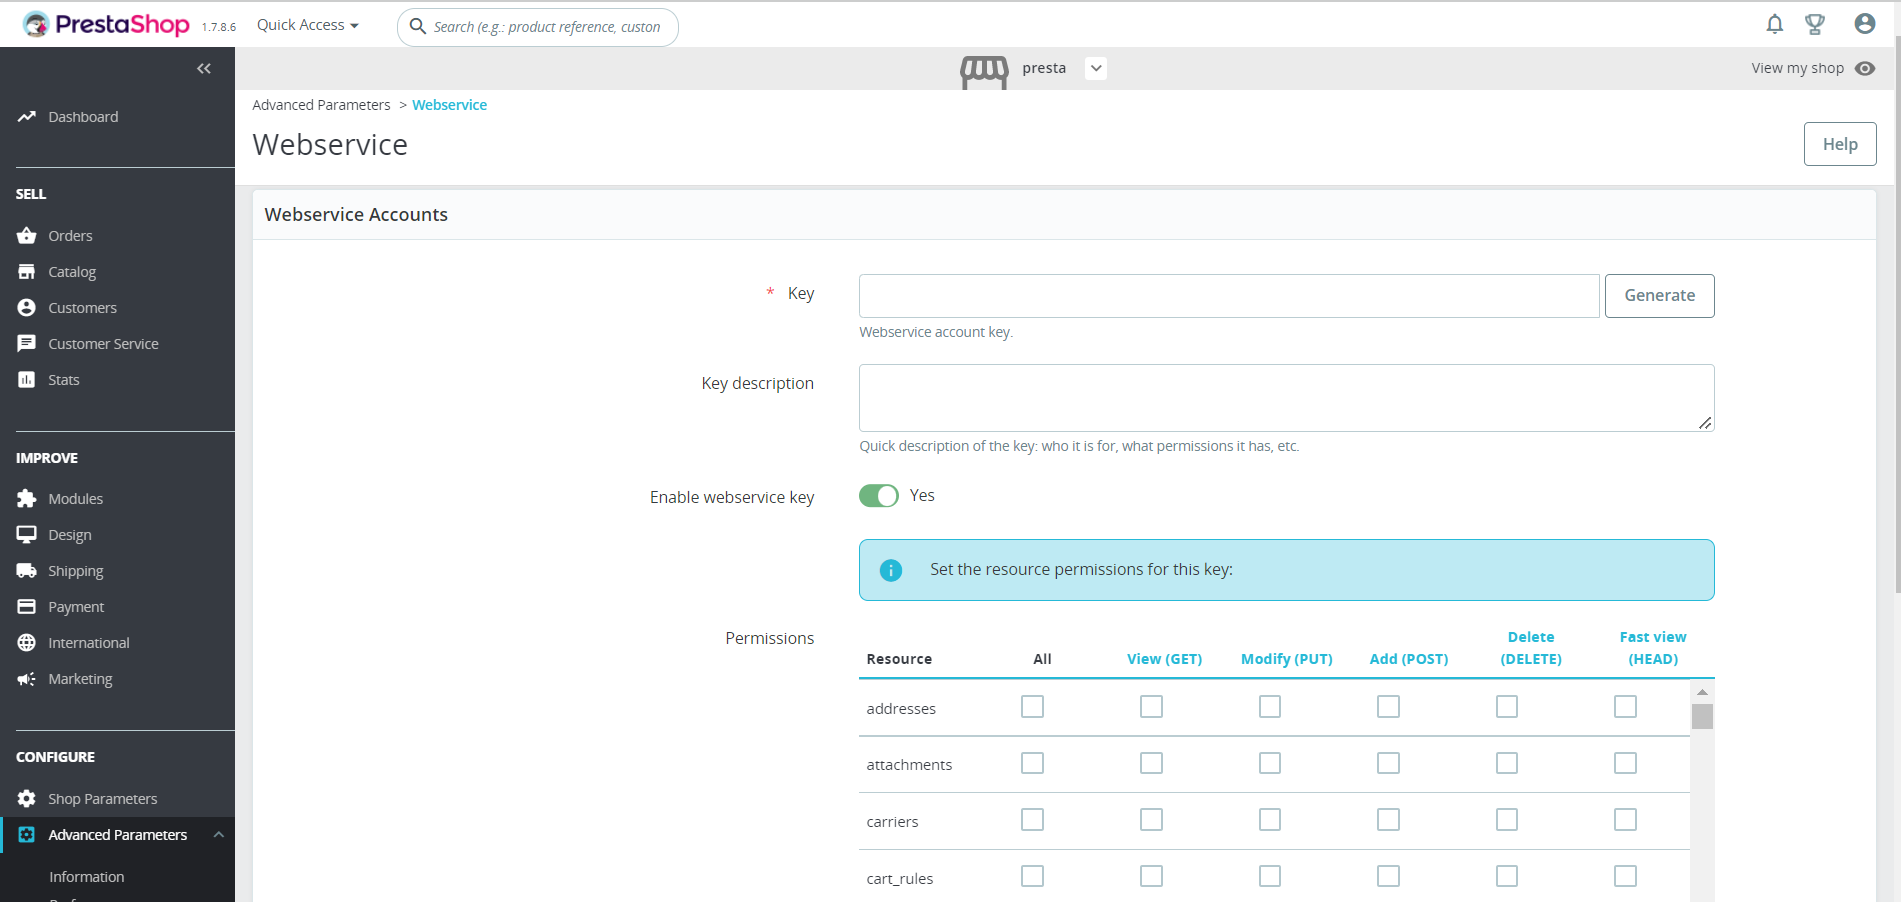 PrestaShop 1.7.8.6 Quick Access Search (e.g.: product reference, custon
presta View my shop
Advanced Parameters > Webservice
Webservice
Help
Dashboard
SELL
Orders
Catalog
Customers
Customer Service
Stats
IMPROVE
Modules
Design
Shipping
Payment
International
Marketing
CONFIGURE
Shop Parameters
Advanced Parameters
Information
Webservice Accounts
* Key
Generate
Webservice account key.
Key description
Quick description of the key: who it is for, what permissions it has, etc.
Enable webservice key Yes
Set the resource permissions for this key:
Permissions
Resource All View (GET) Modify (PUT) Add (POST) Delete (DELETE) Fast view (HEAD)
addresses
attachments
carriers
cart_rules